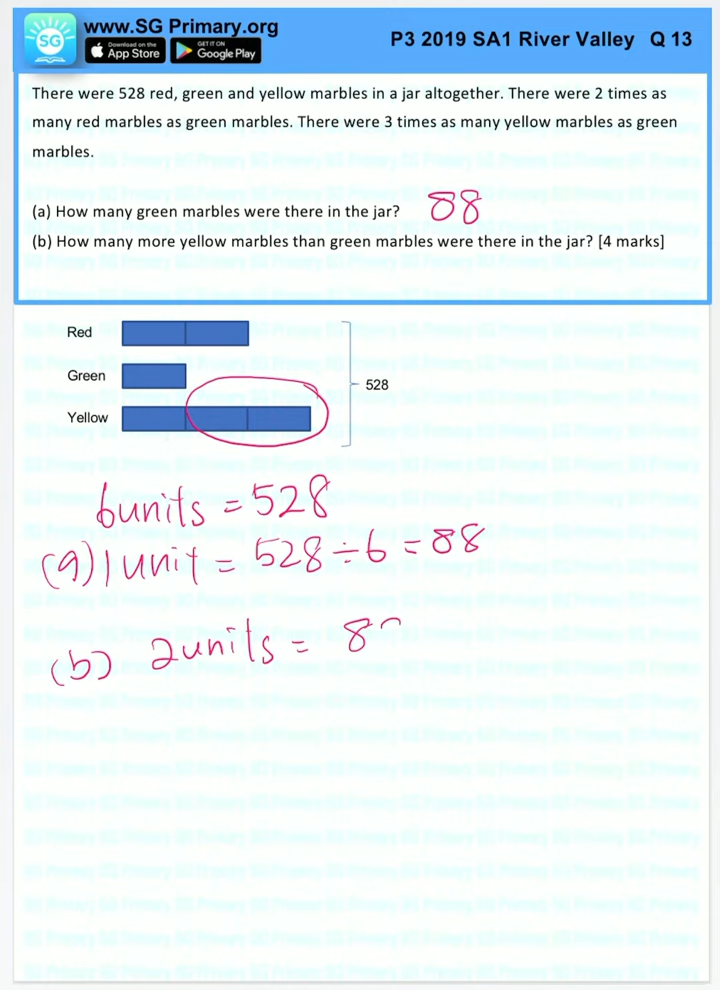 www.SG Primary.org
SG
Download on the App Store
GET IT ON Google Play
P3 2019 SA1 River Valley Q 13
There were 528 red, green and yellow marbles in a jar altogether. There were 2 times as
many red marbles as green marbles. There were 3 times as many yellow marbles as green
marbles.
(a) How many green marbles were there in the jar? 88
(b) How many more yellow marbles than green marbles were there in the jar? [4 marks]
Red
Green
528
Yellow
6units = 528
(a) 1 unit = 528 ÷ 6 = 88
(b) 2units = 8